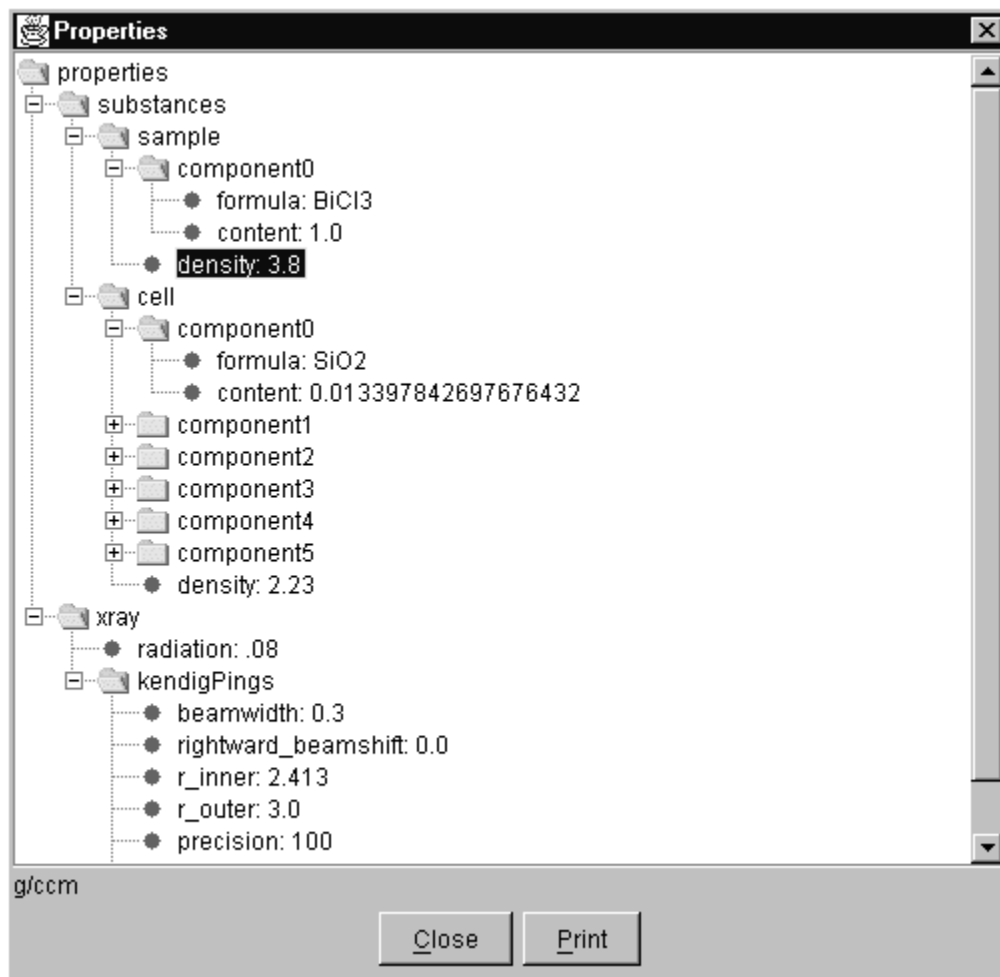 Properties
properties
substances
sample
component0
formula: BiCl3
content: 1.0
density: 3.8
cell
component0
formula: SiO2
content: 0.013397842697676432
component1
component2
component3
component4
component5
density: 2.23
xray
radiation: .08
kendigPings
beamwidth: 0.3
rightward_beamshift: 0.0
r_inner: 2.413
r_outer: 3.0
precision: 100
g/ccm
Close Print